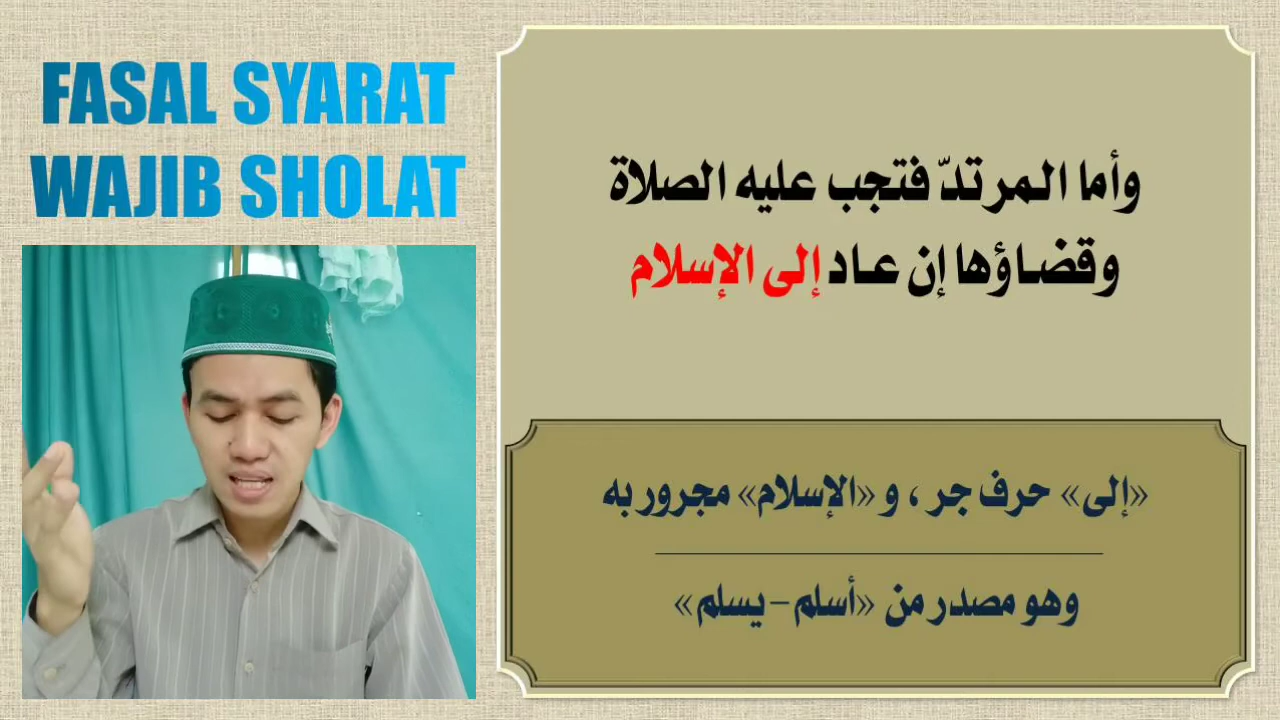 FASAL SYARAT
WAJIB SHOLAT
وأما المرتدّ فتجب عليه الصلاة
وقضاؤها إن عاد إلى الإسلام
«إلى» حرف جر ، و «الإسلام» مجرور به
وهو مصدر من «أسلم – يسلم»